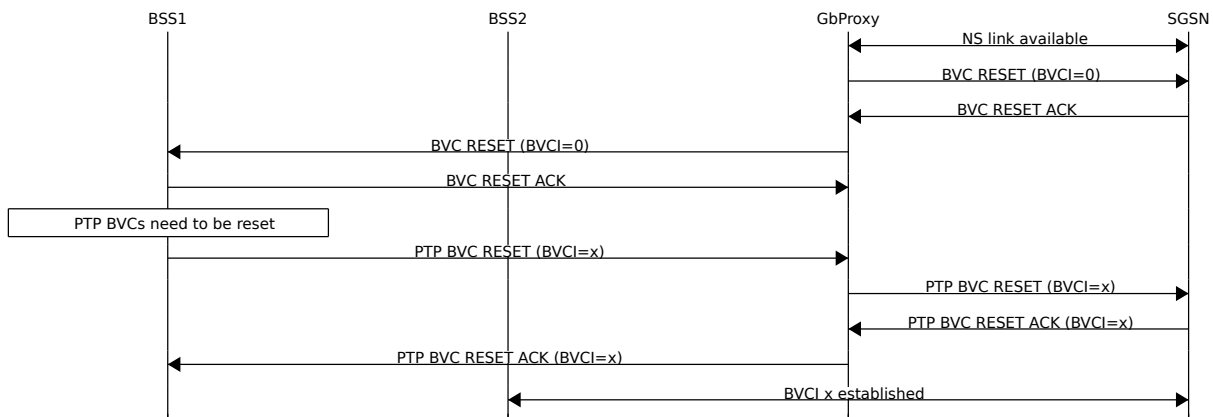 BSS1 BSS2 GbProxy SGSN
NS link available
BVC RESET (BVCI=0)
BVC RESET ACK
BVC RESET (BVCI=0)
BVC RESET ACK
PTP BVCs need to be reset
PTP BVC RESET (BVCI=x)
PTP BVC RESET (BVCI=x)
PTP BVC RESET ACK (BVCI=x)
PTP BVC RESET ACK (BVCI=x)
BVCI x established